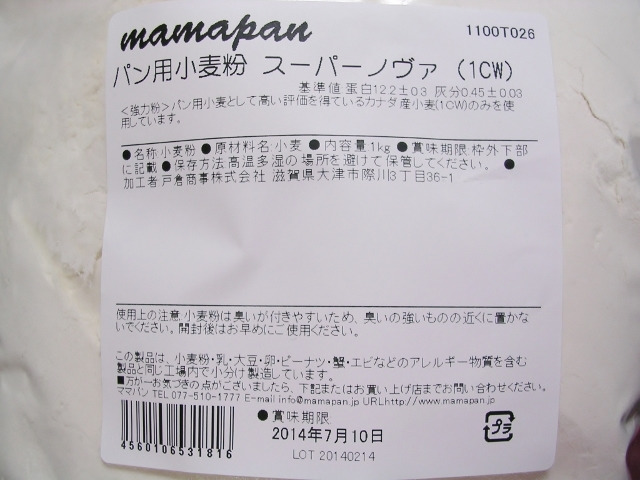 mamapan
1100T026
パン用小麦粉 スーパーノヴァ (1CW)
基準値 蛋白12.2±0.3 灰分0.45±0.03
<強力粉>パン用小麦として高い評価を得ているカナダ産小麦(1CW)のみを使
用しています。
●名称:小麦粉 ●原材料名:小麦 ●内容量1kg ●賞味期限:枠外下部
に記載 ●保存方法:高温多湿の場所を避けて保管してください。 ●
加工者:戸倉商事株式会社 滋賀県大津市際川3丁目36-1
使用上の注意:小麦粉は臭いが付きやすいため、臭いの強いものの近くに置かな
いでください。開封後はお早めにご使用ください。
この製品は、小麦粉・乳・大豆・卵・ピーナツ・蟹・エビなどのアレルギー物質を含む
製品と同じ工場内で小分け製造しています。
■万が一お気づきの点がございましたら、下記またはお買い上げ店までお問い合わせください。
ママパン TEL 077-510-1777 E-mail info@mamapan.jp URLhttp://www.mamapan.jp
4560106531816
●賞味期限
2014年7月10日
LOT 20140214
プラ